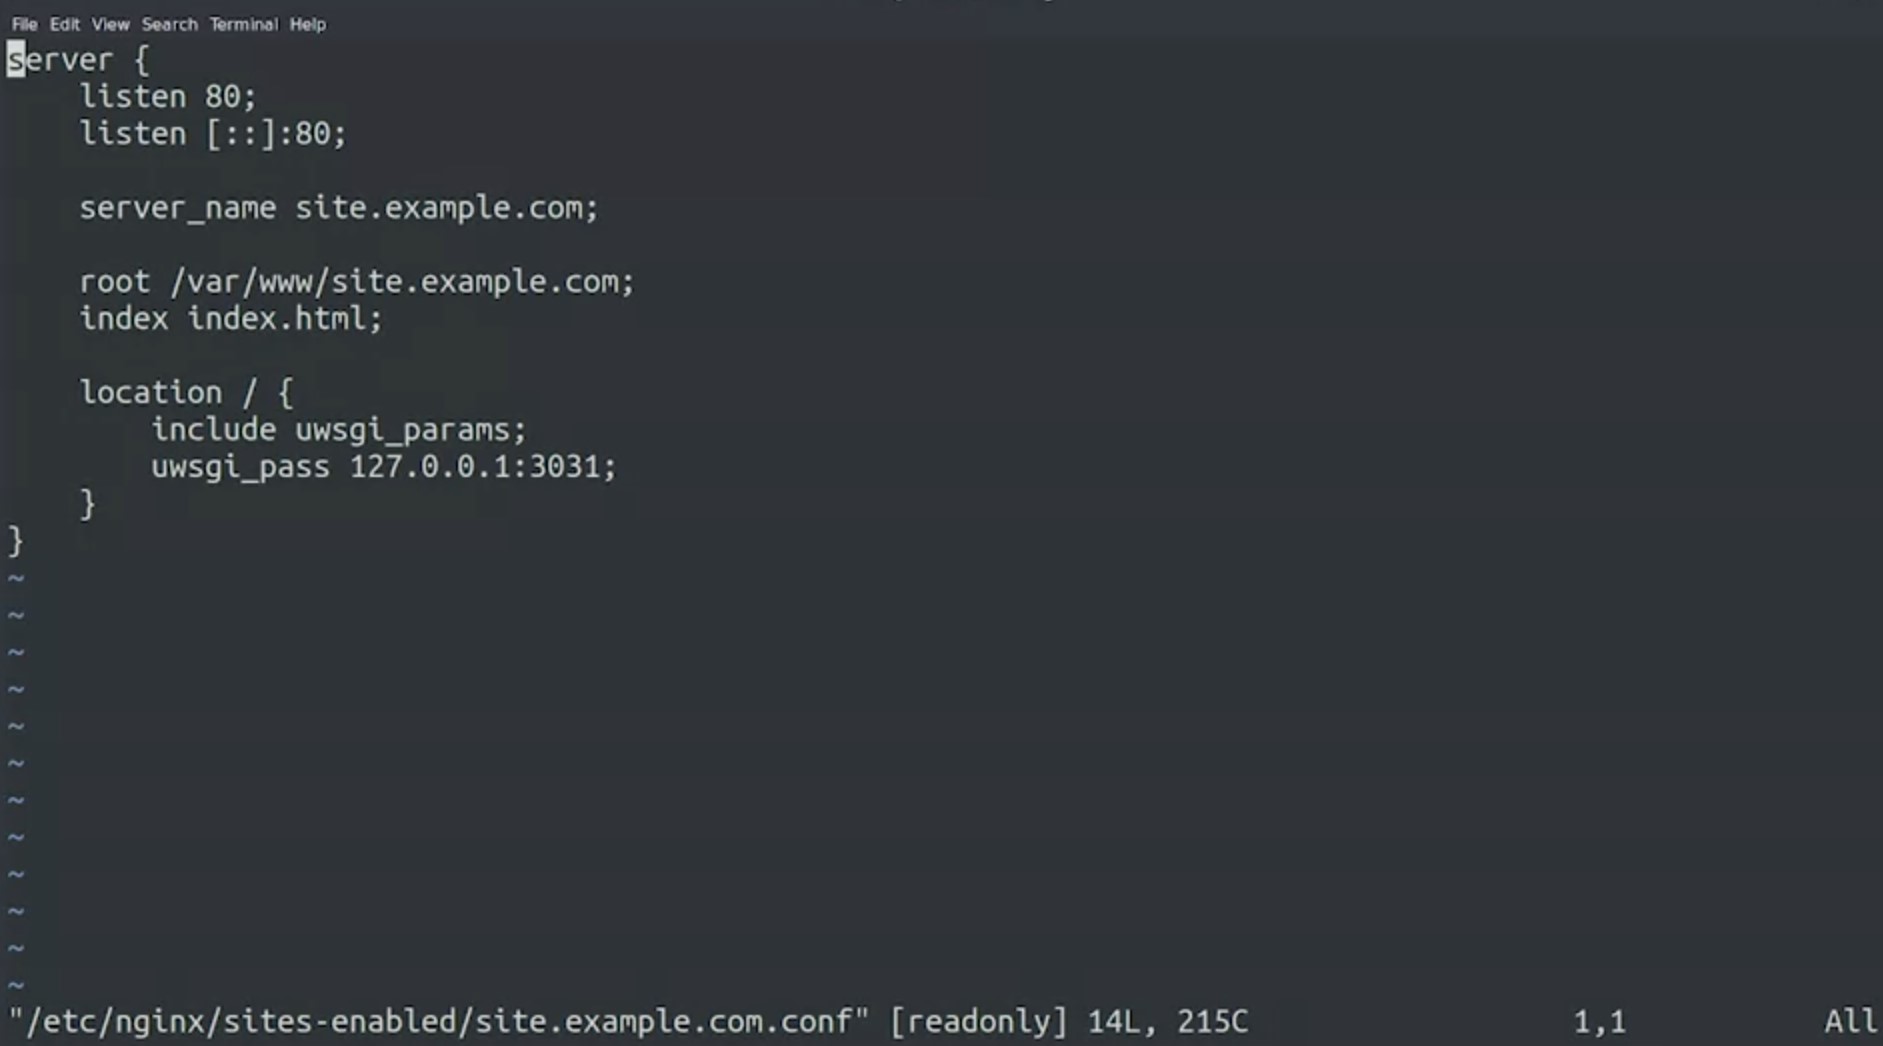 File Edit View Search Terminal Help
server {
    listen 80;
    listen [::]:80;

    server_name site.example.com;

    root /var/www/site.example.com;
    index index.html;

    location / {
        include uwsgi_params;
        uwsgi_pass 127.0.0.1:3031;
    }
}
~
~
~
~
~
~
~
~
~
~
~
~
"/etc/nginx/sites-enabled/site.example.com.conf" [readonly] 14L, 215C 1,1 All